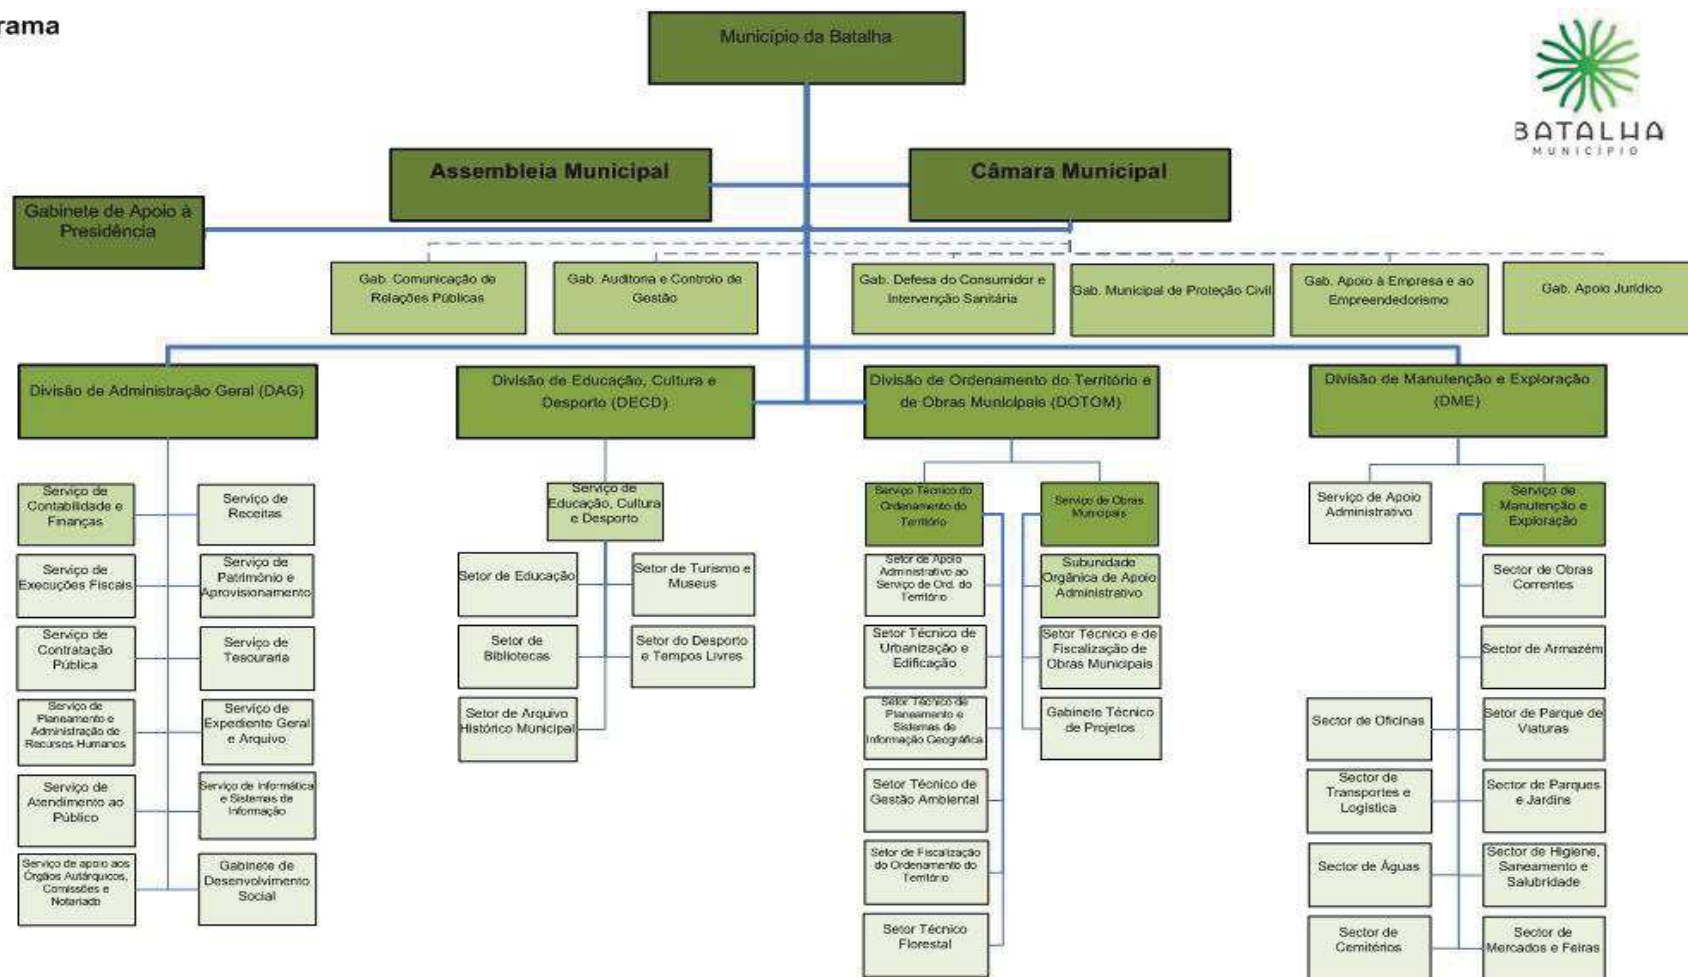 rama
Município da Batalha
BATALHA
MUNICÍPIO
Assembleia Municipal
Câmara Municipal
Gabinete de Apoio à
Presidência
Gab. Comunicação de
Relações Públicas
Gab. Auditoria e Controlo de
Gestão
Gab. Defesa do Consumidor e
Intervenção Sanitária
Gab. Municipal de Proteção Civil
Gab. Apoio à Empresa e ao
Empreendedorismo
Gab. Apoio Jurídico
Divisão de Administração Geral (DAG)
Divisão de Educação, Cultura e
Desporto (DECD)
Divisão de Ordenamento do Território e
de Obras Municipais (DOTOM)
Divisão de Manutenção e Exploração
(DME)
Serviço de
Contabilidade e
Finanças
Serviço de
Receitas
Serviço de
Execuções Fiscais
Serviço de
Património e
Aprovisionamento
Serviço de
Contratação
Pública
Serviço de
Tesouraria
Serviço de
Planeamento e
Administração de
Recursos Humanos
Serviço de
Expediente Geral
e Arquivo
Serviço de
Atendimento ao
Público
Serviço de Informática
e Sistemas de
Informação
Serviço de apoio aos
Órgãos Autárquicos,
Comissões e
Notariado
Gabinete de
Desenvolvimento
Social
Serviço de
Educação, Cultura
e Desporto
Setor de Educação
Setor de Turismo e
Museus
Setor de
Bibliotecas
Setor do Desporto
e Tempos Livres
Setor de Arquivo
Histórico Municipal
Serviço Técnico do
Ordenamento do
Território
Setor de Apoio
Administrativo ao
Serviço de Ord. do
Território
Setor Técnico de
Urbanização e
Edificação
Setor Técnico de
Planeamento e
Sistemas de
Informação Geográfica
Setor Técnico de
Gestão Ambiental
Setor de Fiscalização
do Ordenamento do
Território
Setor Técnico
Florestal
Serviço de Obras
Municipais
Subunidade
Orgânica de Apoio
Administrativo
Setor Técnico e de
Fiscalização de
Obras Municipais
Gabinete Técnico
de Projetos
Serviço de Apoio
Administrativo
Serviço de
Manutenção e
Exploração
Sector de Obras
Correntes
Sector de Armazém
Sector de Oficinas
Setor de Parque de
Viaturas
Sector de
Transportes e
Logística
Sector de Parques
e Jardins
Sector de Águas
Sector de Higiene,
Saneamento e
Salubridade
Sector de
Cemitérios
Sector de
Mercados e Feiras